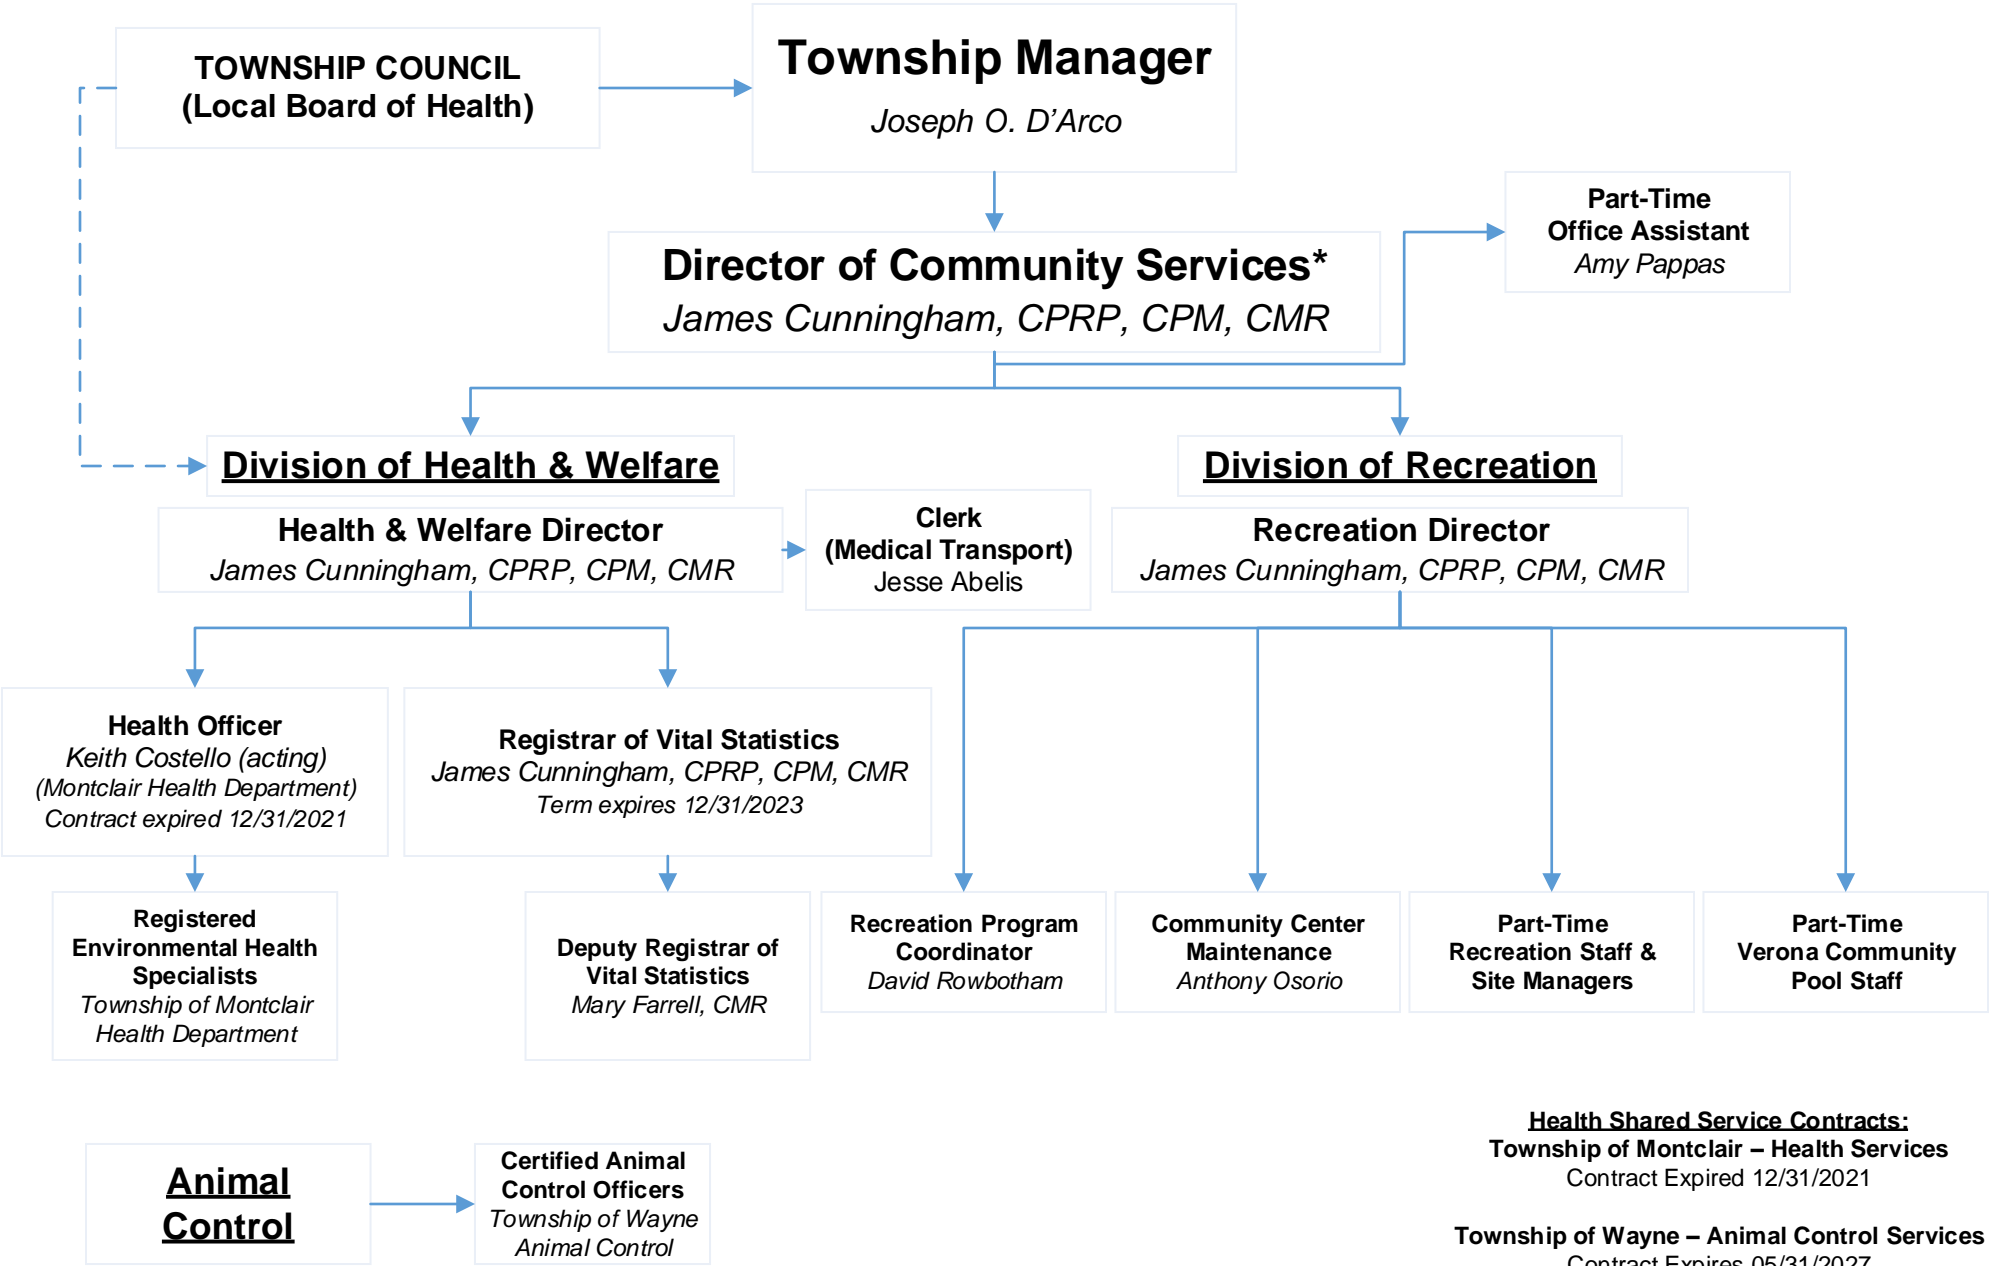 TOWNSHIP COUNCIL
(Local Board of Health)
Township Manager
Joseph O. D’Arco
Part-Time
Office Assistant
Amy Pappas
Director of Community Services*
James Cunningham, CPRP, CPM, CMR
Division of Health & Welfare
Division of Recreation
Health & Welfare Director
James Cunningham, CPRP, CPM, CMR
Clerk
(Medical Transport)
Jesse Abelis
Recreation Director
James Cunningham, CPRP, CPM, CMR
Health Officer
Keith Costello (acting)
(Montclair Health Department)
Contract expired 12/31/2021
Registrar of Vital Statistics
James Cunningham, CPRP, CPM, CMR
Term expires 12/31/2023
Registered
Environmental Health
Specialists
Township of Montclair
Health Department
Deputy Registrar of
Vital Statistics
Mary Farrell, CMR
Recreation Program
Coordinator
David Rowbotham
Community Center
Maintenance
Anthony Osorio
Part-Time
Recreation Staff &
Site Managers
Part-Time
Verona Community
Pool Staff
Animal
Control
Certified Animal
Control Officers
Township of Wayne
Animal Control
Health Shared Service Contracts:
Township of Montclair – Health Services
Contract Expired 12/31/2021
Township of Wayne – Animal Control Services
Contract Expires 05/31/2027